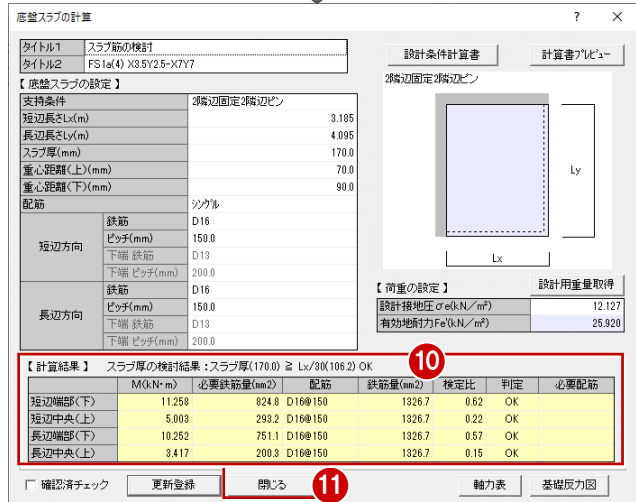 底盤スラブの計算 ? ×
タイトル1 スラブ筋の検討
タイトル2 FS1a(4) X3.5Y2.5-X7Y7
設計条件計算書 計算書プレビュー
【 底盤スラブの設定 】
支持条件 2隣辺固定2隣辺ピン
短辺長さLx(m) 3.185
長辺長さLy(m) 4.095
スラブ厚(mm) 170.0
重心距離(上)(mm) 70.0
重心距離(下)(mm) 90.0
配筋 シングル
短辺方向
鉄筋 D16
ピッチ(mm) 150.0
下端 鉄筋 D13
下端 ピッチ(mm) 200.0
長辺方向
鉄筋 D16
ピッチ(mm) 150.0
下端 鉄筋 D13
下端 ピッチ(mm) 200.0
2隣辺固定2隣辺ピン
Ly
Lx
【 荷重の設定 】 設計用重量取得
設計接地圧σe(kN/㎡) 12.127
有効地耐力Fe'(kN/㎡) 25.920
【 計算結果 】 スラブ厚の検討結果:スラブ厚(170.0) ≧ Lx/30(106.2) OK
10
M(kN・m) 必要鉄筋量(mm2) 配筋 鉄筋量(mm2) 検定比 判定 必要配筋
短辺端部(下) 11.258 824.8 D16@150 1326.7 0.62 OK
短辺中央(上) 5.003 293.2 D16@150 1326.7 0.22 OK
長辺端部(下) 10.252 751.1 D16@150 1326.7 0.57 OK
長辺中央(上) 3.417 200.3 D16@150 1326.7 0.15 OK
確認済チェック 更新登録 閉じる 11 軸力表 基礎反力図